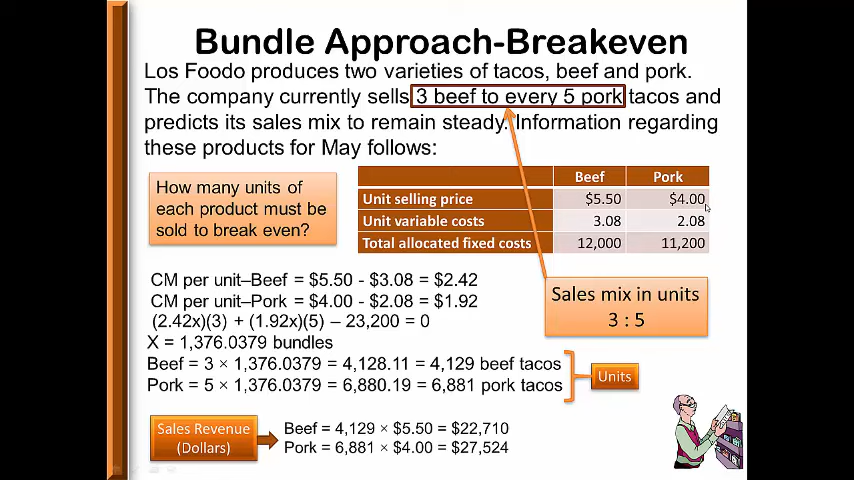 Bundle Approach-Breakeven
Los Foodo produces two varieties of tacos, beef and pork.
The company currently sells 3 beef to every 5 pork tacos and
predicts its sales mix to remain steady. Information regarding
these products for May follows:
How many units of
each product must be
sold to break even?
Beef Pork
Unit selling price $5.50 $4.00
Unit variable costs 3.08 2.08
Total allocated fixed costs 12,000 11,200
Sales mix in units
3 : 5
CM per unit–Beef = $5.50 - $3.08 = $2.42
CM per unit–Pork = $4.00 - $2.08 = $1.92
(2.42x)(3) + (1.92x)(5) – 23,200 = 0
X = 1,376.0379 bundles
Beef = 3 × 1,376.0379 = 4,128.11 = 4,129 beef tacos
Pork = 5 × 1,376.0379 = 6,880.19 = 6,881 pork tacos
Units
Sales Revenue
(Dollars)
Beef = 4,129 × $5.50 = $22,710
Pork = 6,881 × $4.00 = $27,524